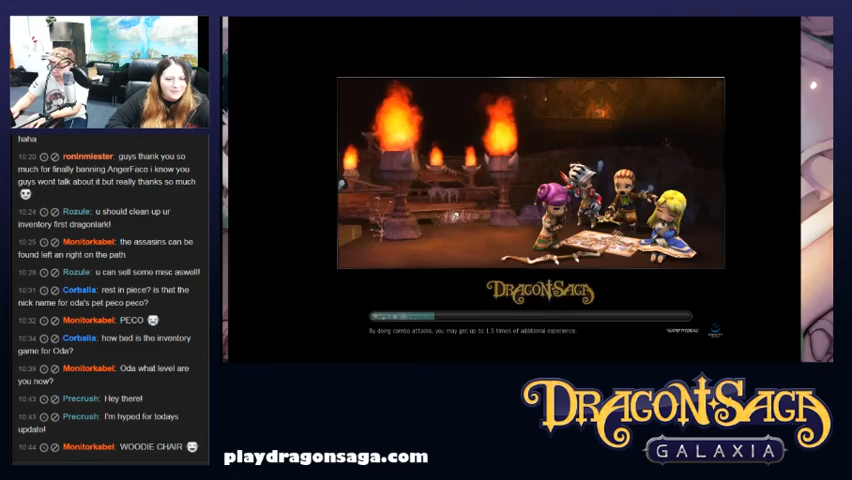 haha
10:20 roninmiester: guys thank you so
much for finally banning AngerFace i know you
guys wont talk about it but really thanks so much
10:24 Rozule: u should clean up ur
inventory first dragonlark!
10:25 Monitorkabel: the assasins can be
found left an right on the path
10:28 Rozule: u can sell some misc aswell!
10:31 Corballa: rest in piece? is that the
nick name for oda's pet peco peco?
10:32 Monitorkabel: PECO
10:34 Corballa: how bad is the inventory
game for Oda?
10:39 Monitorkabel: Oda what level are
you now?
10:43 Precrush: Hey there!
10:43 Precrush: I'm hyped for todays
update!
10:44 Monitorkabel: WOODIE CHAIR
DRAGONSAGA
By doing combo attacks, you may get up to 1.5 times of additional experience.
WARPPORTAL
DRAGONSAGA
GALAXIA
playdragonsaga.com